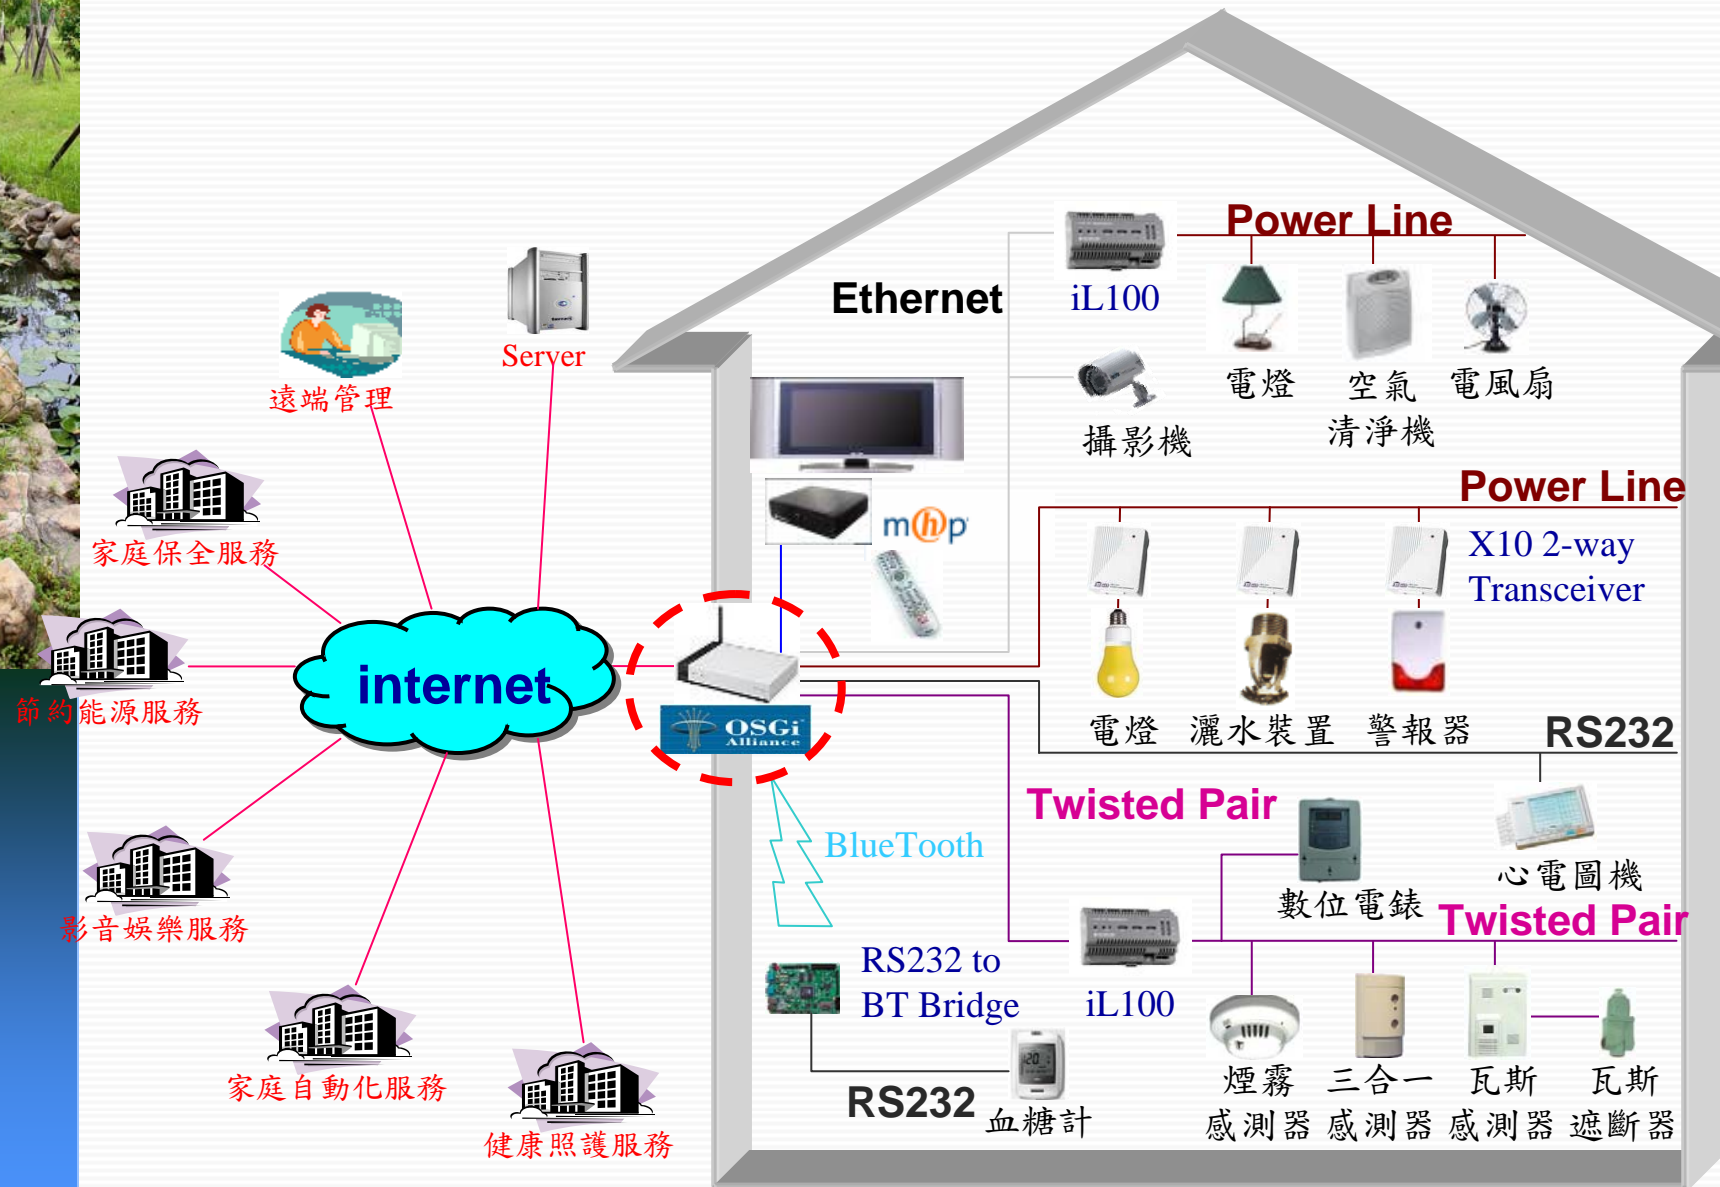 Power Line
Ethernet
iL100
Server
電燈
空氣
清淨機
電風扇
遠端管理
攝影機
Power Line
mhp
X10 2-way
Transceiver
家庭保全服務
internet
節約能源服務
OSGi
Alliance
電燈
灑水裝置
警報器
RS232
Twisted Pair
BlueTooth
心電圖機
數位電錶
Twisted Pair
影音娛樂服務
RS232 to
BT Bridge
iL100
家庭自動化服務
煙霧
感測器
三合一
感測器
瓦斯
感測器
瓦斯
遮斷器
RS232
血糖計
健康照護服務